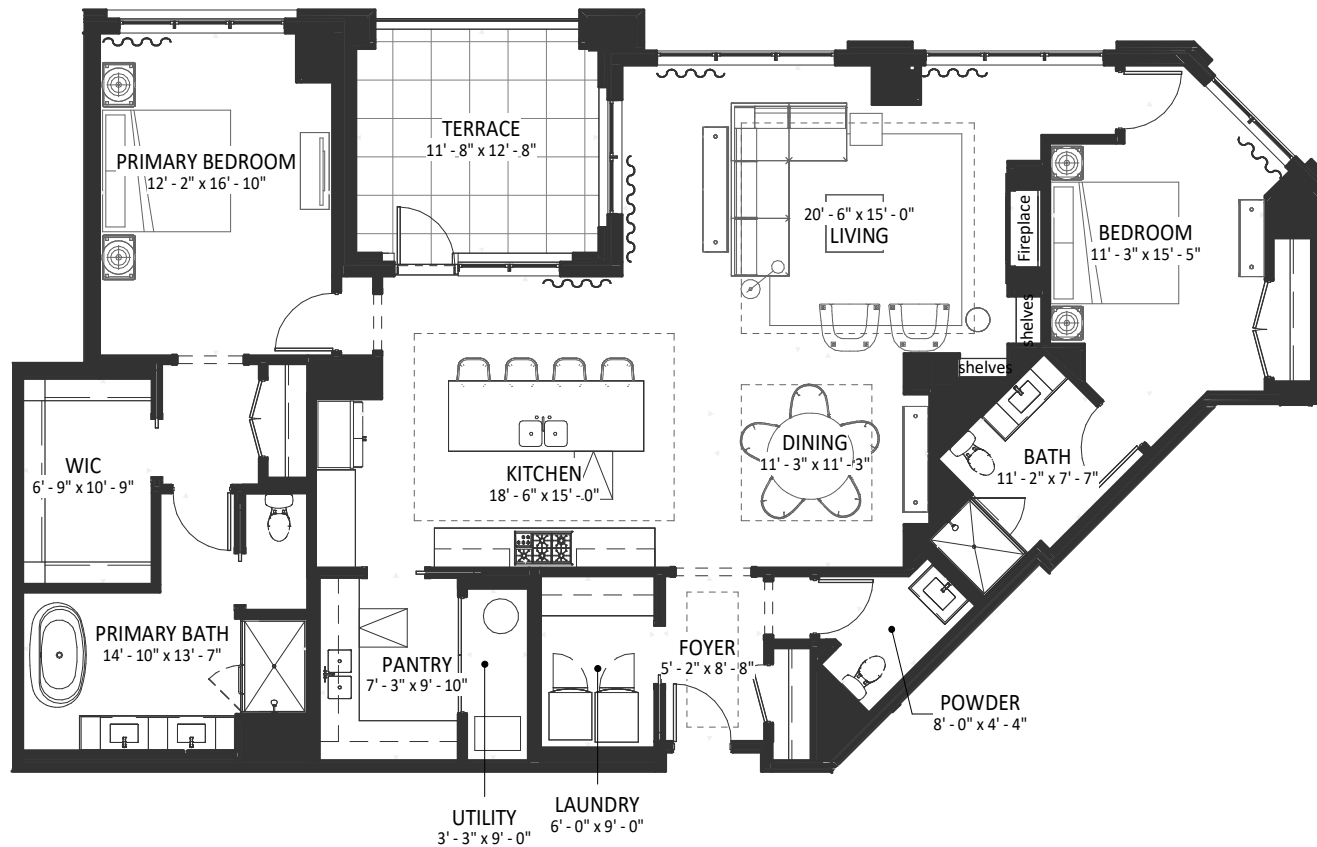 PRIMARY BEDROOM
12' - 2" x 16' - 10"
TERRACE
11' - 8" x 12' - 8"
20' - 6" x 15' - 0"
LIVING
Fireplace
shelves
shelves
BEDROOM
11' - 3" x 15' - 5"
WIC
6' - 9" x 10' - 9"
KITCHEN
18' - 6" x 15' -.0"
DINING
11' - 3" x 11' - 3"
BATH
11' - 2" x 7' - 7"
PRIMARY BATH
14' - 10" x 13' - 7"
PANTRY
7' - 3" x 9' - 10"
FOYER
5' - 2" x 8' - 8"
POWDER
8' - 0" x 4' - 4"
UTILITY
3' - 3" x 9' - 0"
LAUNDRY
6' - 0" x 9' - 0"